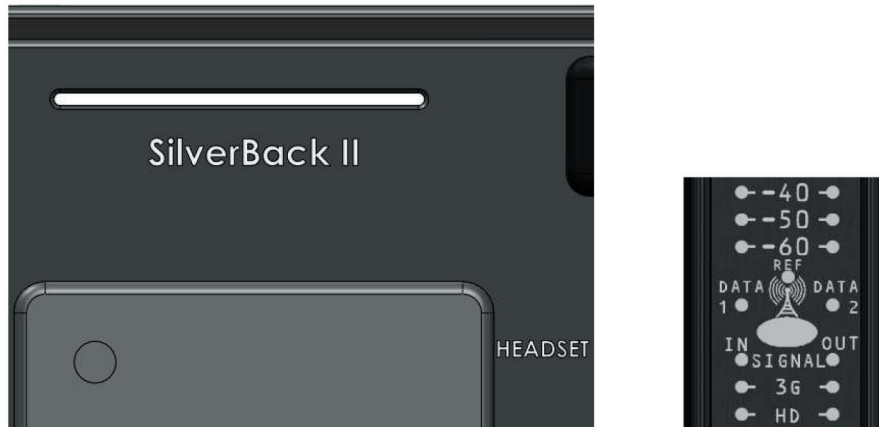 SilverBack II
HEADSET
-40
-50
-60
REF
DATA DATA
1 2
IN OUT
SIGNAL
3G
HD